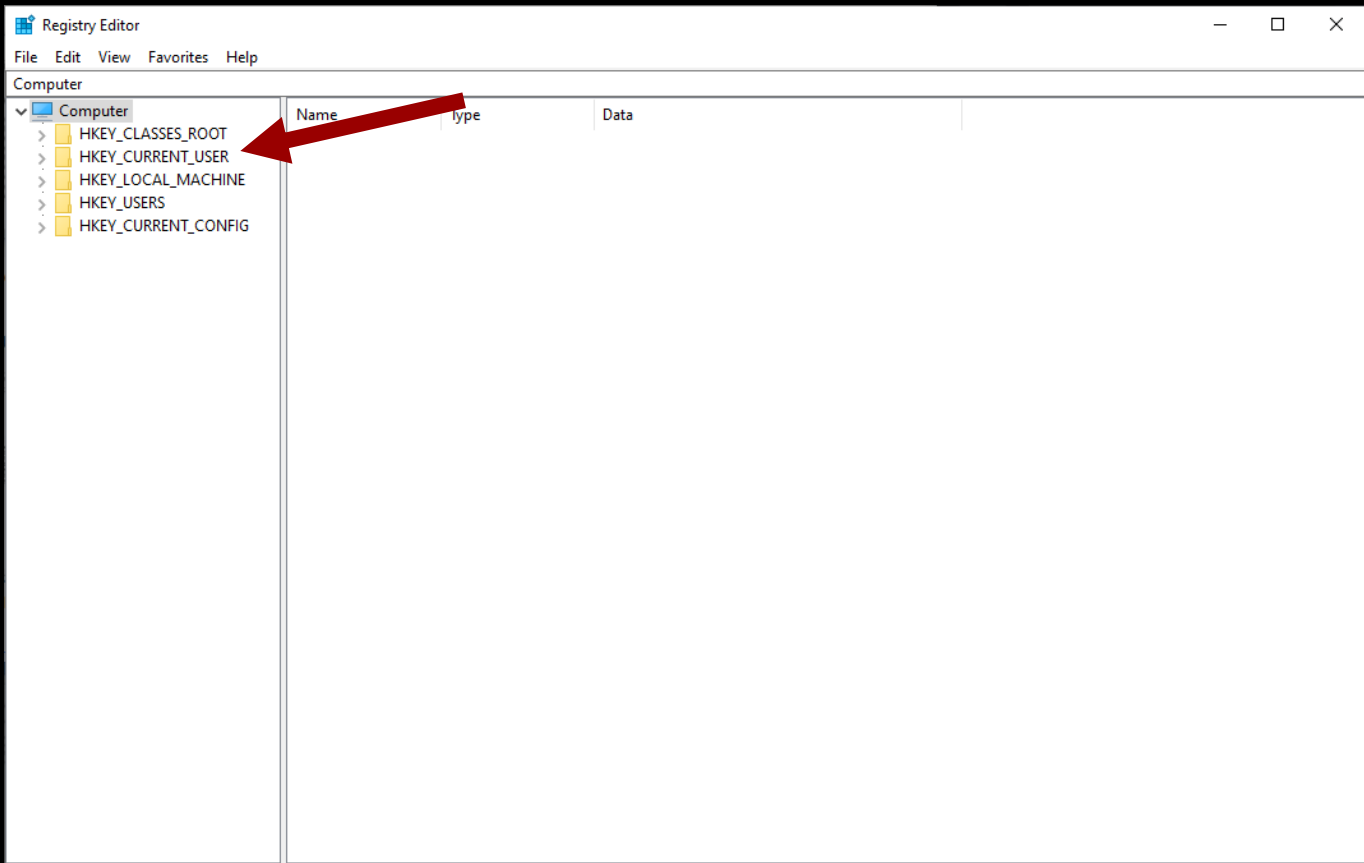 Registry Editor
File Edit View Favorites Help
Computer
Computer
HKEY_CLASSES_ROOT
HKEY_CURRENT_USER
HKEY_LOCAL_MACHINE
HKEY_USERS
HKEY_CURRENT_CONFIG
Name Type Data